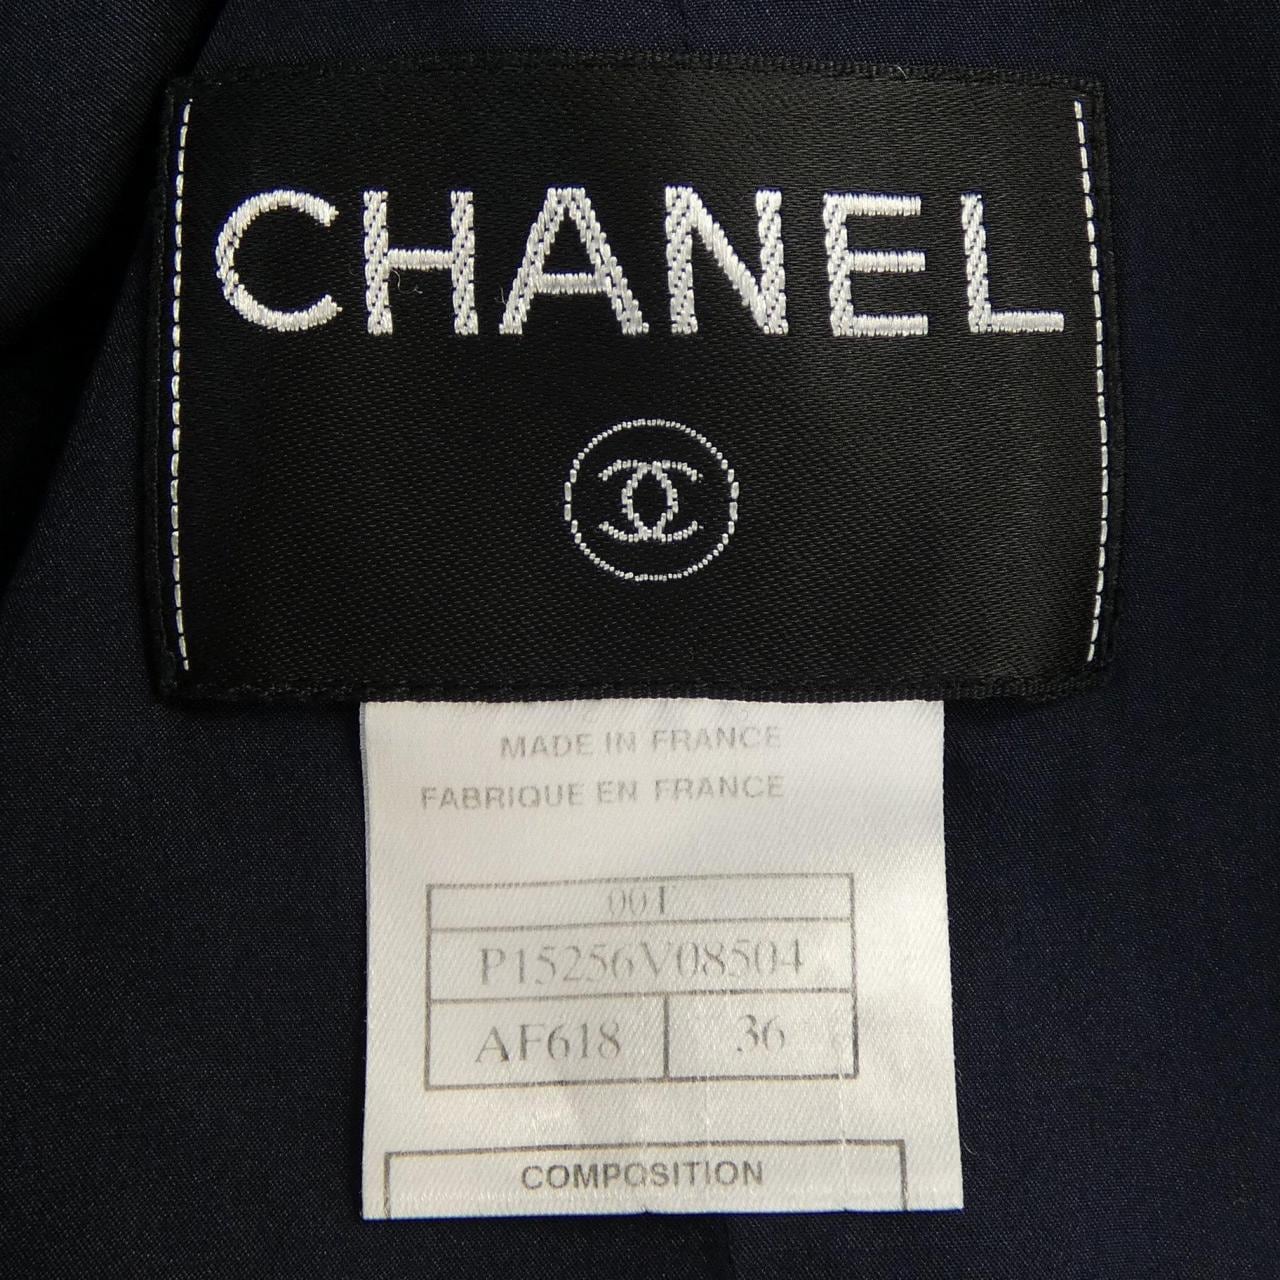 CHANEL
MADE IN FRANCE
FABRIQUE EN FRANCE
00T
P15256V08504
AF618 36
COMPOSITION